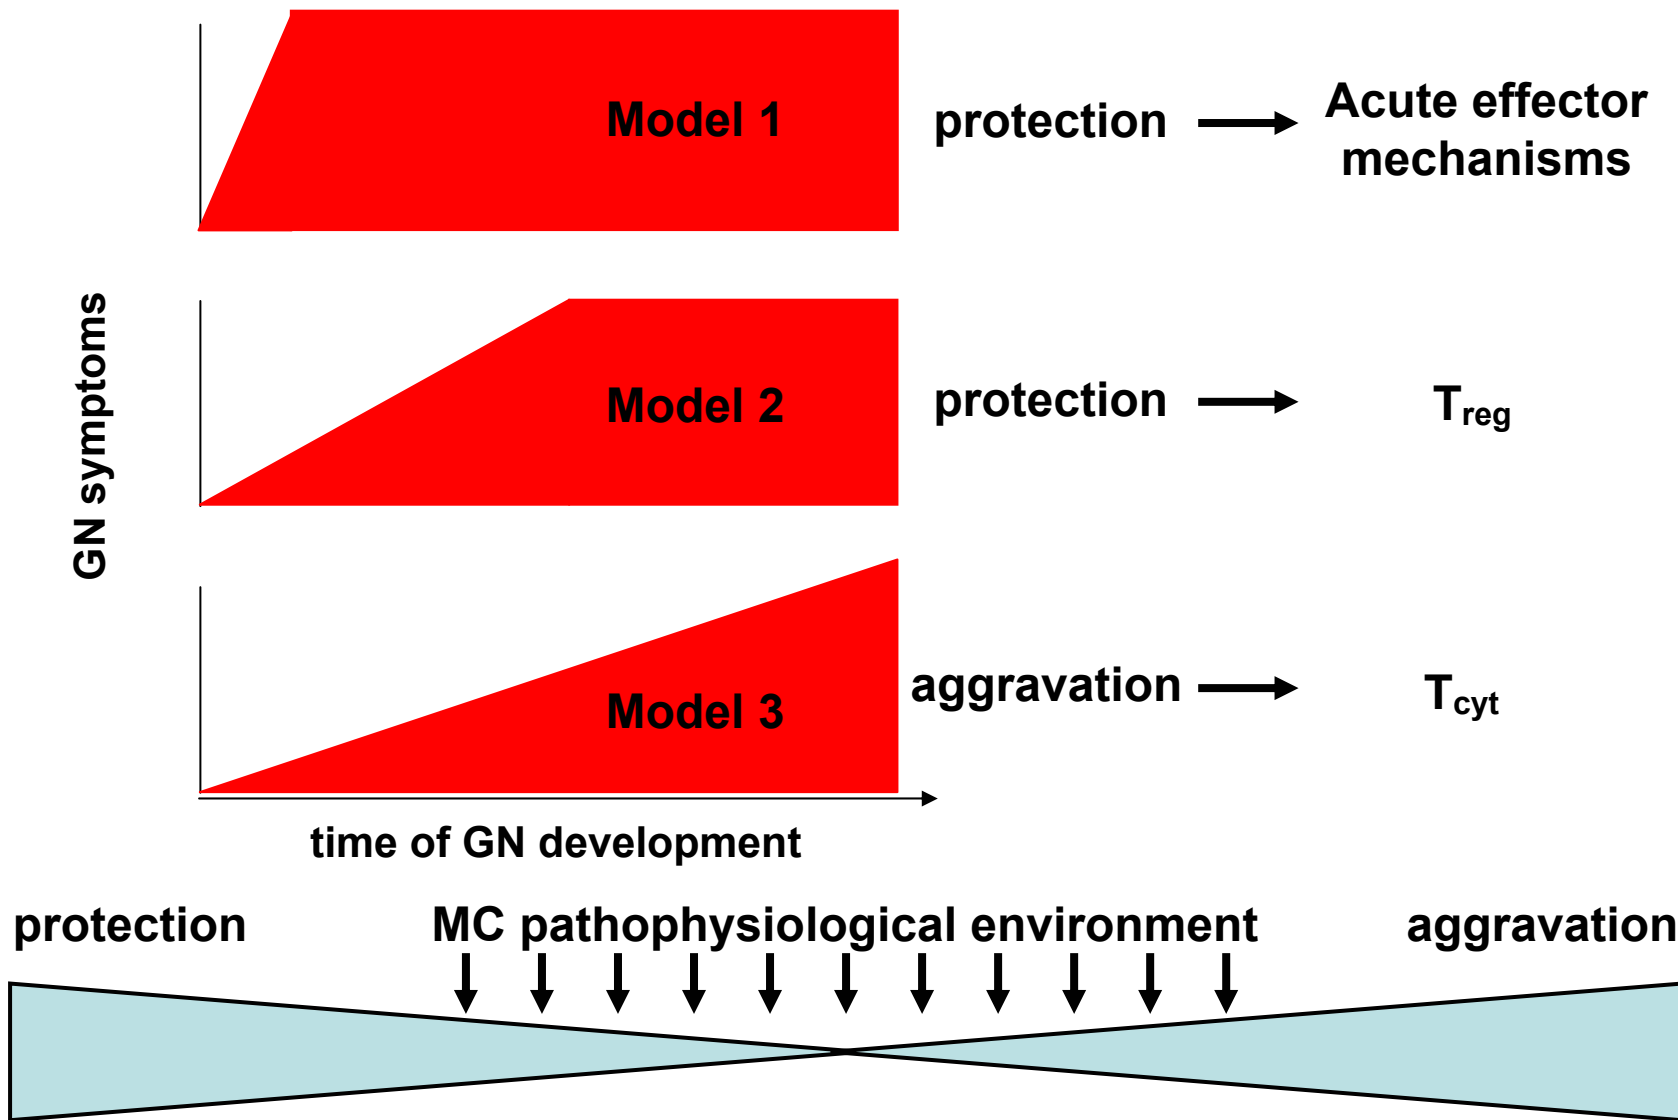 Model 1
protection
Acute effector
mechanisms
GN symptoms
Model 2
protection
Treg
Model 3
aggravation
Tcyt
time of GN development
protection
MC pathophysiological environment
aggravation